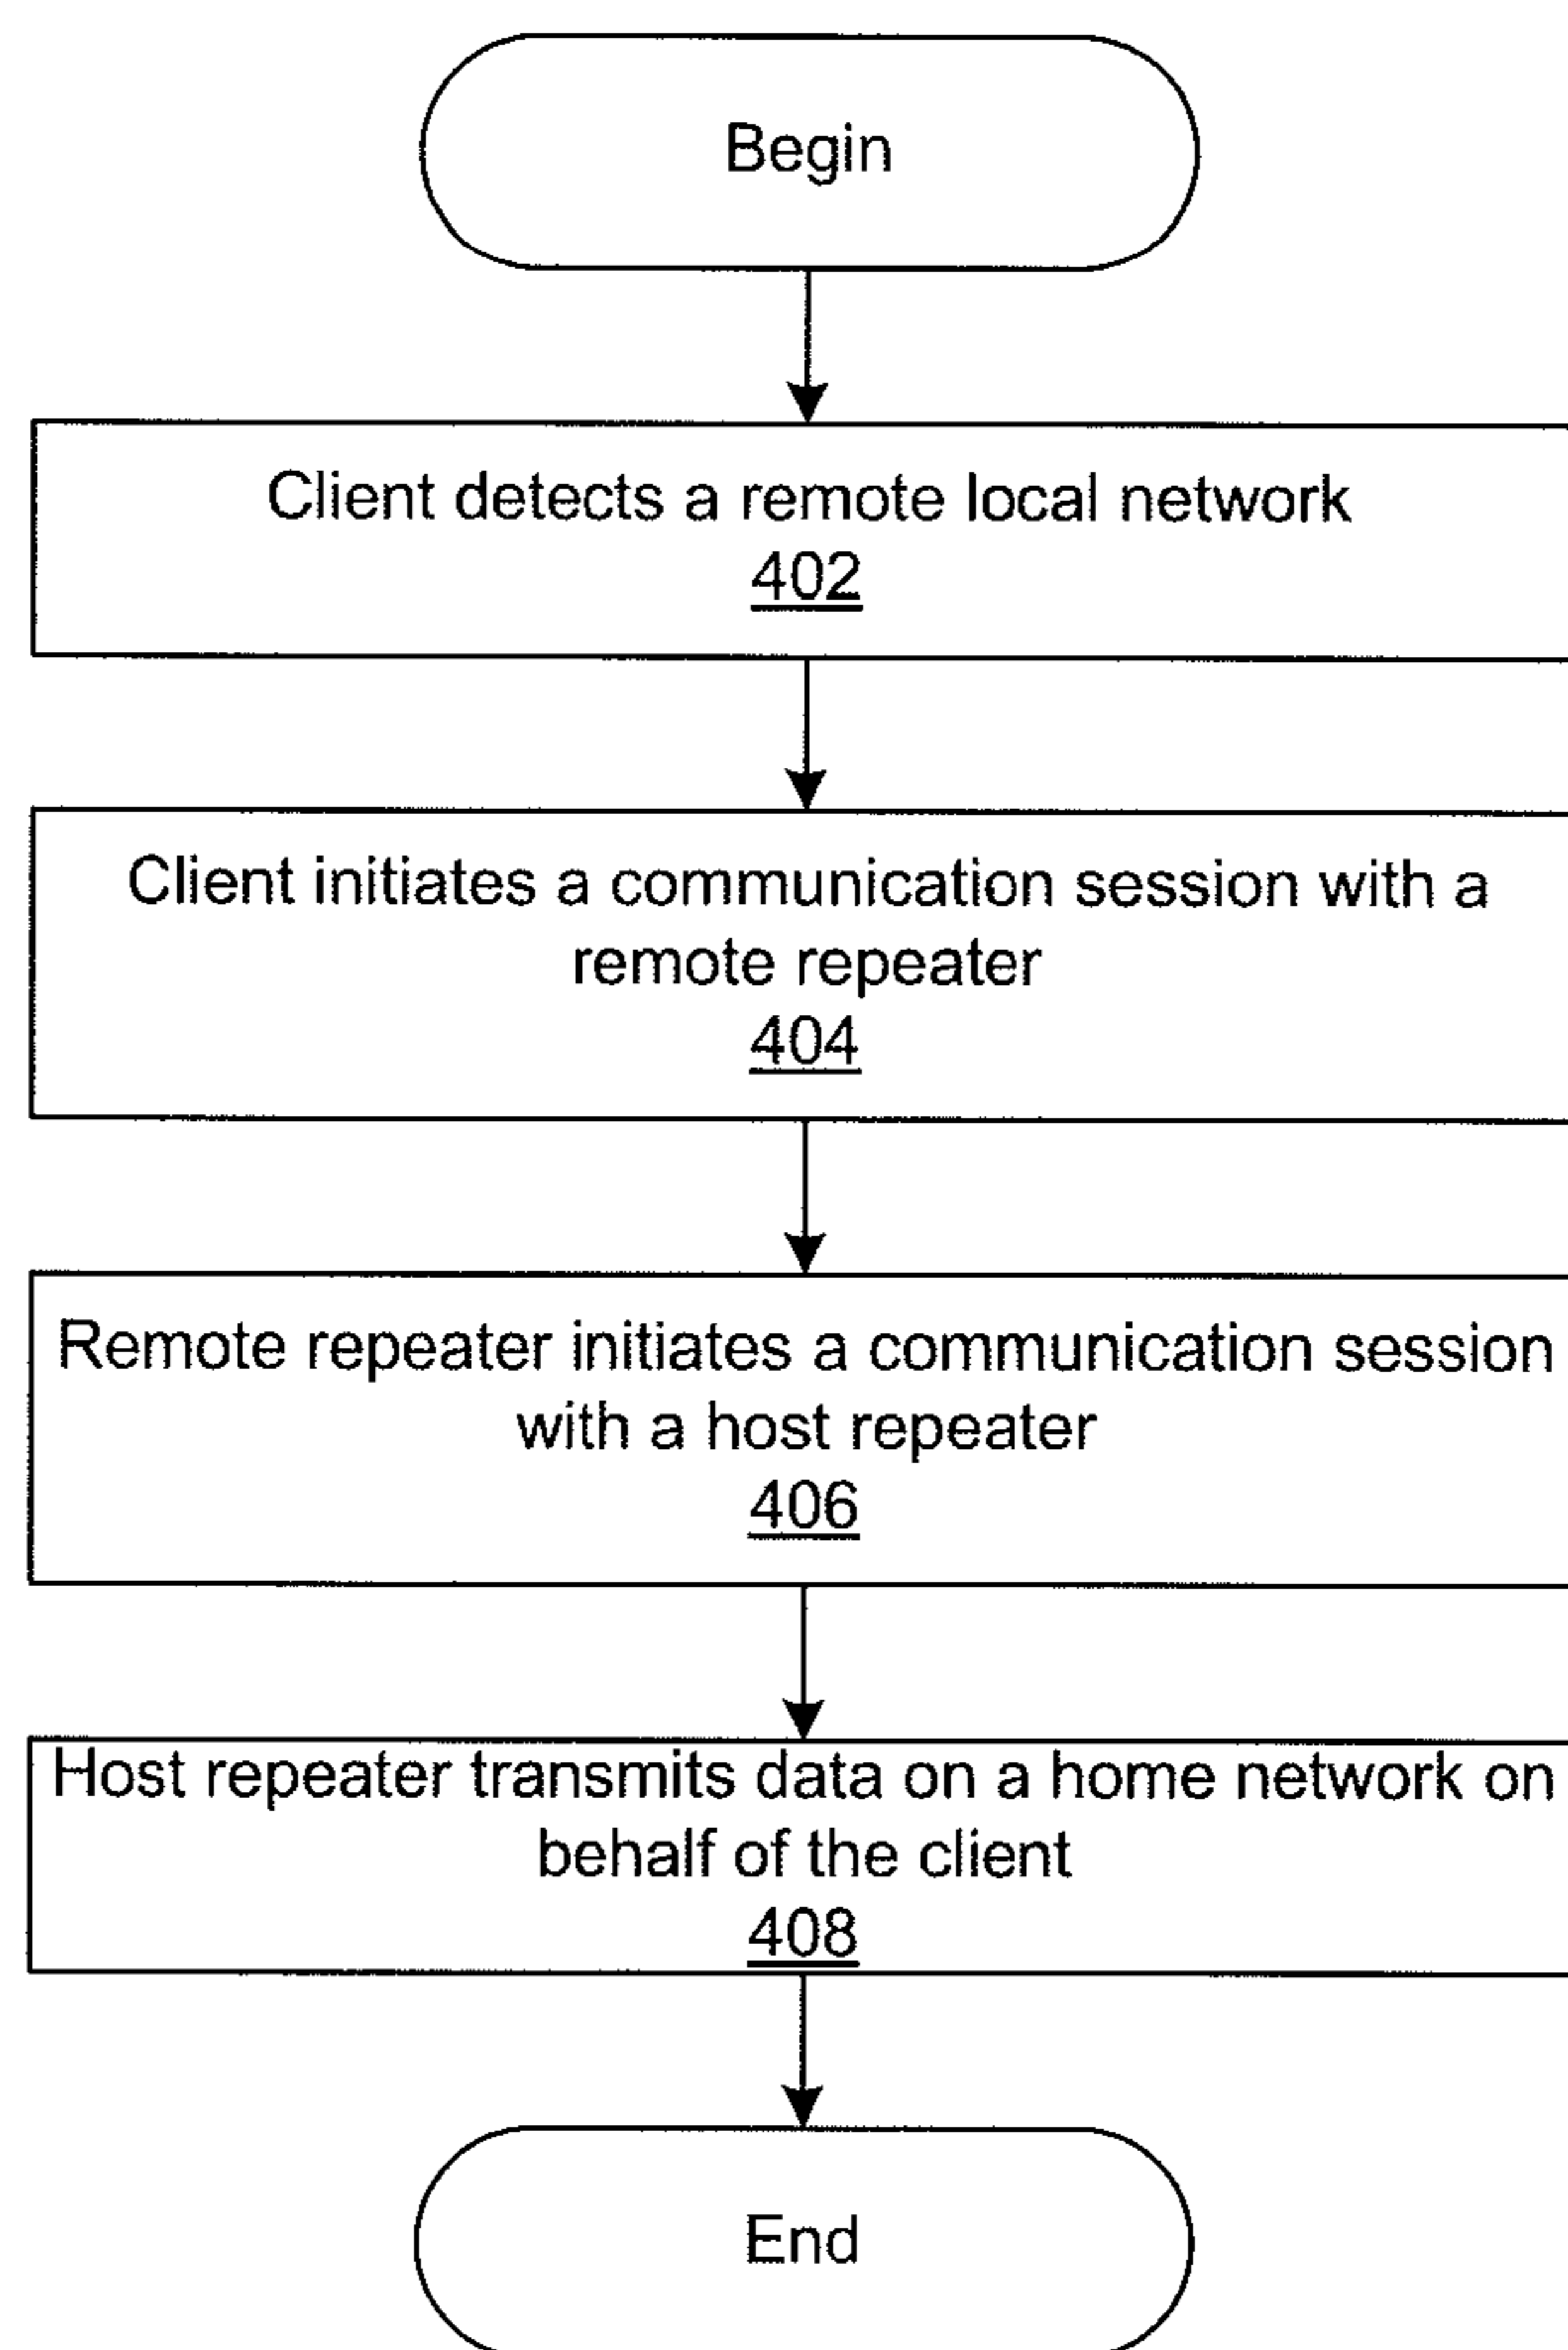 Begin
Client detects a remote local network
402
Client initiates a communication session with a
remote repeater
404
Remote repeater initiates a communication session
with a host repeater
406
Host repeater transmits data on a home network on
behalf of the client
408
End